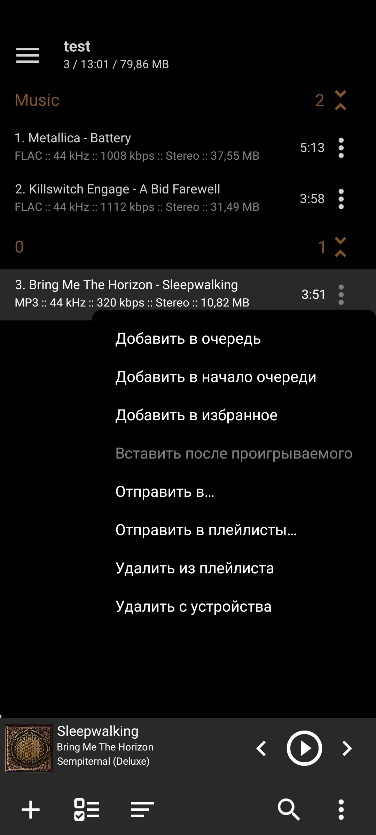 test
3 / 13:01 / 79,86 MB
Music 2
1. Metallica - Battery 5:13
FLAC :: 44 kHz :: 1008 kbps :: Stereo :: 37,55 MB
2. Killswitch Engage - A Bid Farewell 3:58
FLAC :: 44 kHz :: 1112 kbps :: Stereo :: 31,49 MB
0 1
3. Bring Me The Horizon - Sleepwalking 3:51
MP3 :: 44 kHz :: 320 kbps :: Stereo :: 10,82 MB
Добавить в очередь
Добавить в начало очереди
Добавить в избранное
Вставить после проигрываемого
Отправить в...
Отправить в плейлисты...
Удалить из плейлиста
Удалить с устройства
Sleepwalking
Bring Me The Horizon
Sempiternal (Deluxe)